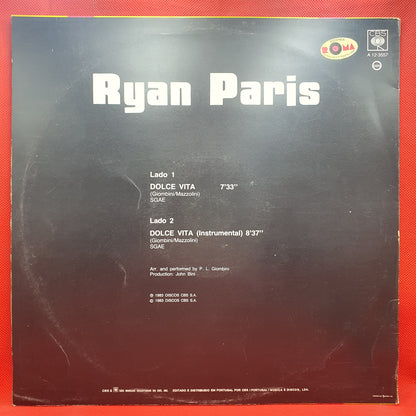 ROMA
CBS
A 12-3557
Ryan Paris
Lado 1
DOLCE VITA 7'33''
(Giombini/Mazzolini)
SGAE
Lado 2
DOLCE VITA (Instrumental) 8'37''
(Giombini/Mazzolini)
SGAE
Arr. and performed by P. L. Giombini
Production: John Bini
℗ 1983 DISCOS CBS S.A.
© 1983 DISCOS CBS S.A.
EDITADO E DISTRIBUIDO EM PORTUGAL POR CBS / PORTUGAL / MUSICA E DISCOS, LDA.